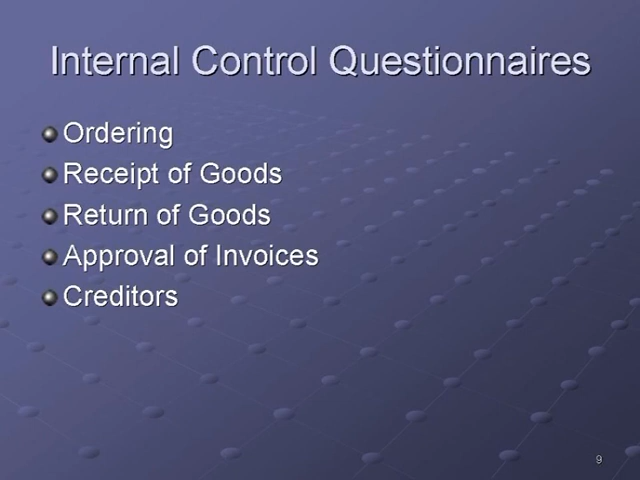 Internal Control Questionnaires
Ordering
Receipt of Goods
Return of Goods
Approval of Invoices
Creditors
9